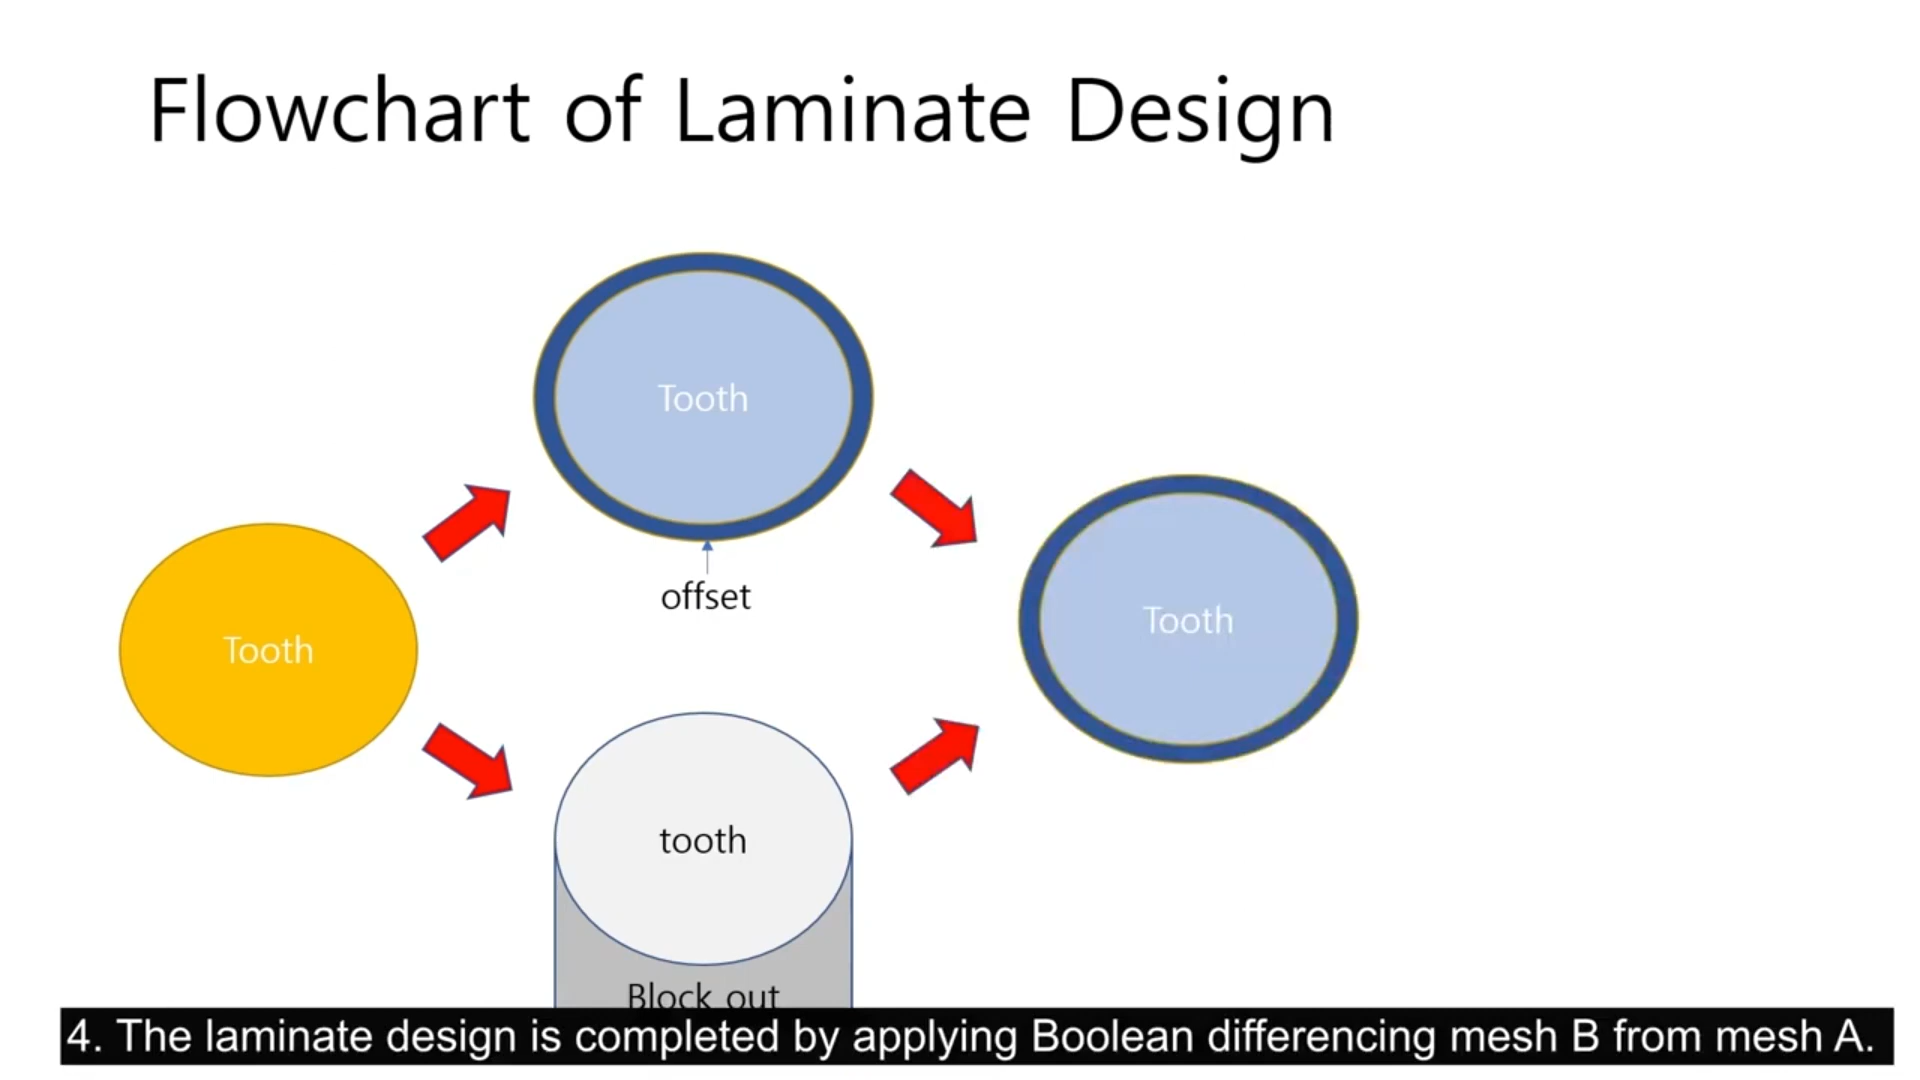 Flowchart of Laminate Design
Tooth
offset
Tooth
Tooth
tooth
Block out
4. The laminate design is completed by applying Boolean differencing mesh B from mesh A.